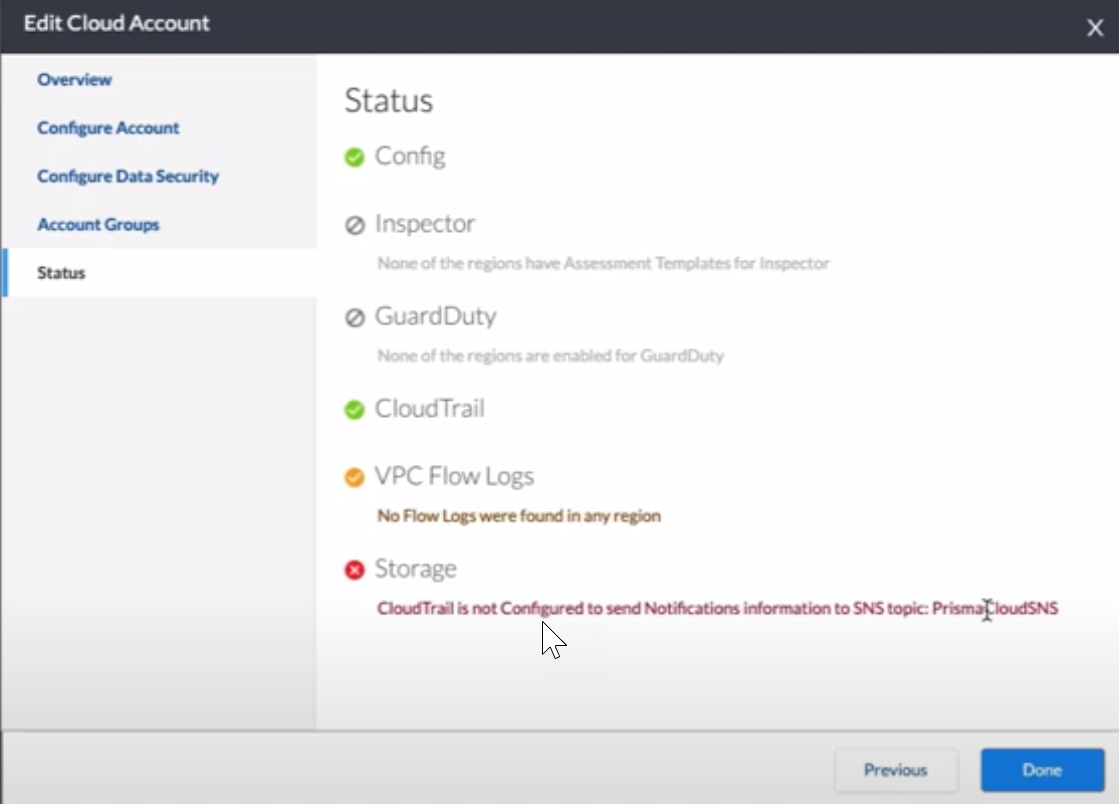 Edit Cloud Account
Overview
Configure Account
Configure Data Security
Account Groups
Status
Status
Config
Inspector
None of the regions have Assessment Templates for Inspector
GuardDuty
None of the regions are enabled for GuardDuty
CloudTrail
VPC Flow Logs
No Flow Logs were found in any region
Storage
CloudTrail is not Configured to send Notifications information to SNS topic: PrismaCloudSNS
Previous
Done